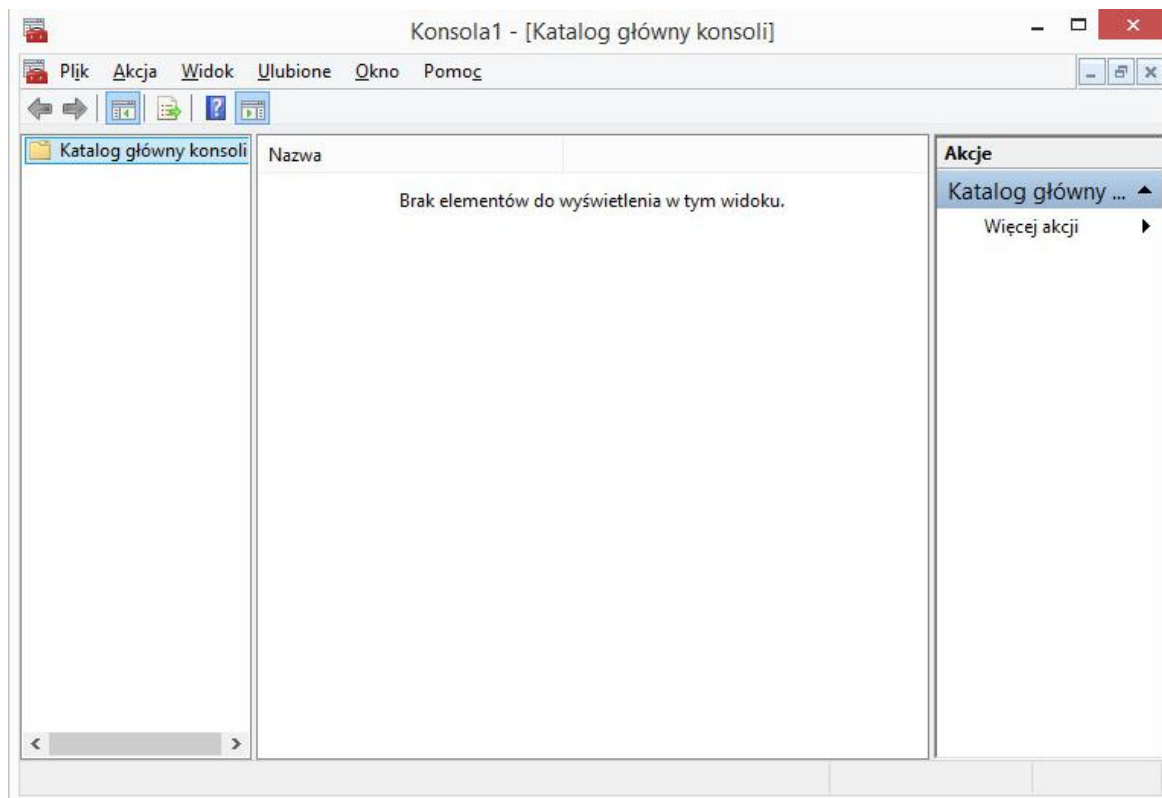 Konsola1 - [Katalog główny konsoli]
Plik Akcja Widok Ulubione Okno Pomoc
Katalog główny konsoli
Nazwa
Brak elementów do wyświetlenia w tym widoku.
Akcje
Katalog główny ...
Więcej akcji